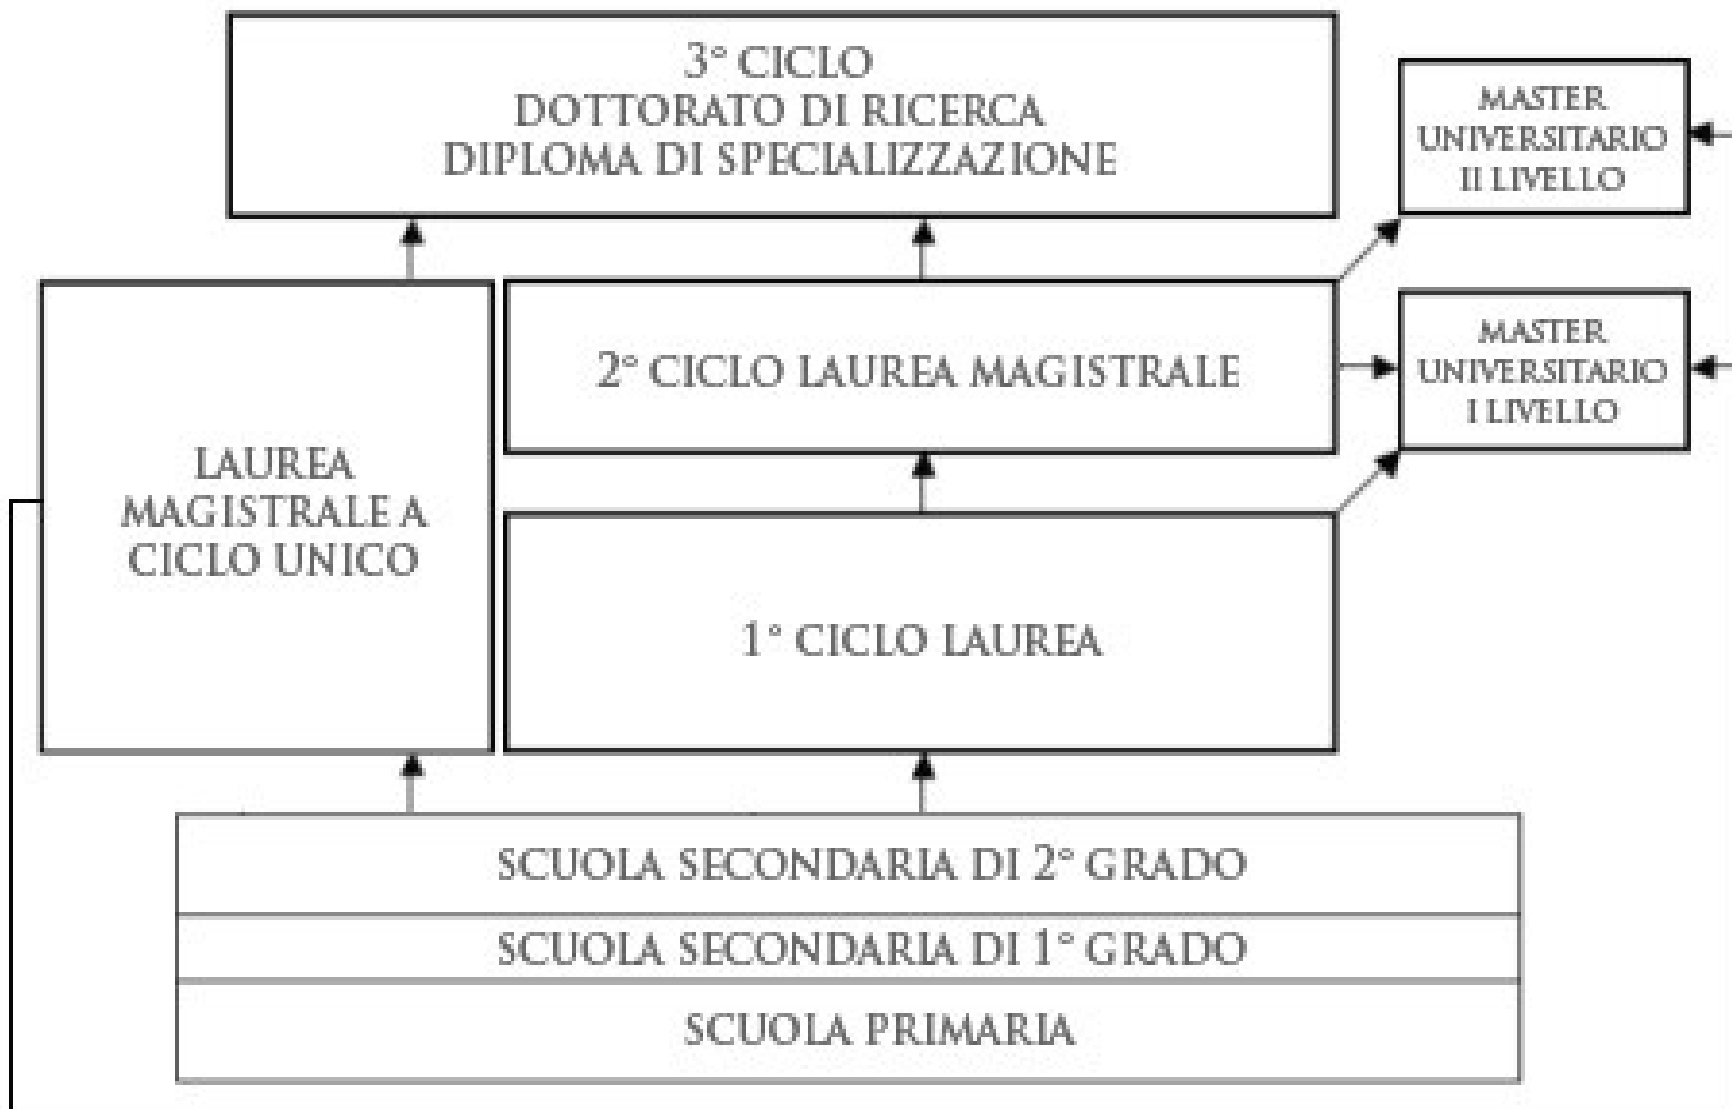 3° CICLO
DOTTORATO DI RICERCA
DIPLOMA DI SPECIALIZZAZIONE
MASTER
UNIVERSITARIO
II LIVELLO
2° CICLO LAUREA MAGISTRALE
MASTER
UNIVERSITARIO
I LIVELLO
LAUREA
MAGISTRALE A
CICLO UNICO
1° CICLO LAUREA
SCUOLA SECONDARIA DI 2° GRADO
SCUOLA SECONDARIA DI 1° GRADO
SCUOLA PRIMARIA